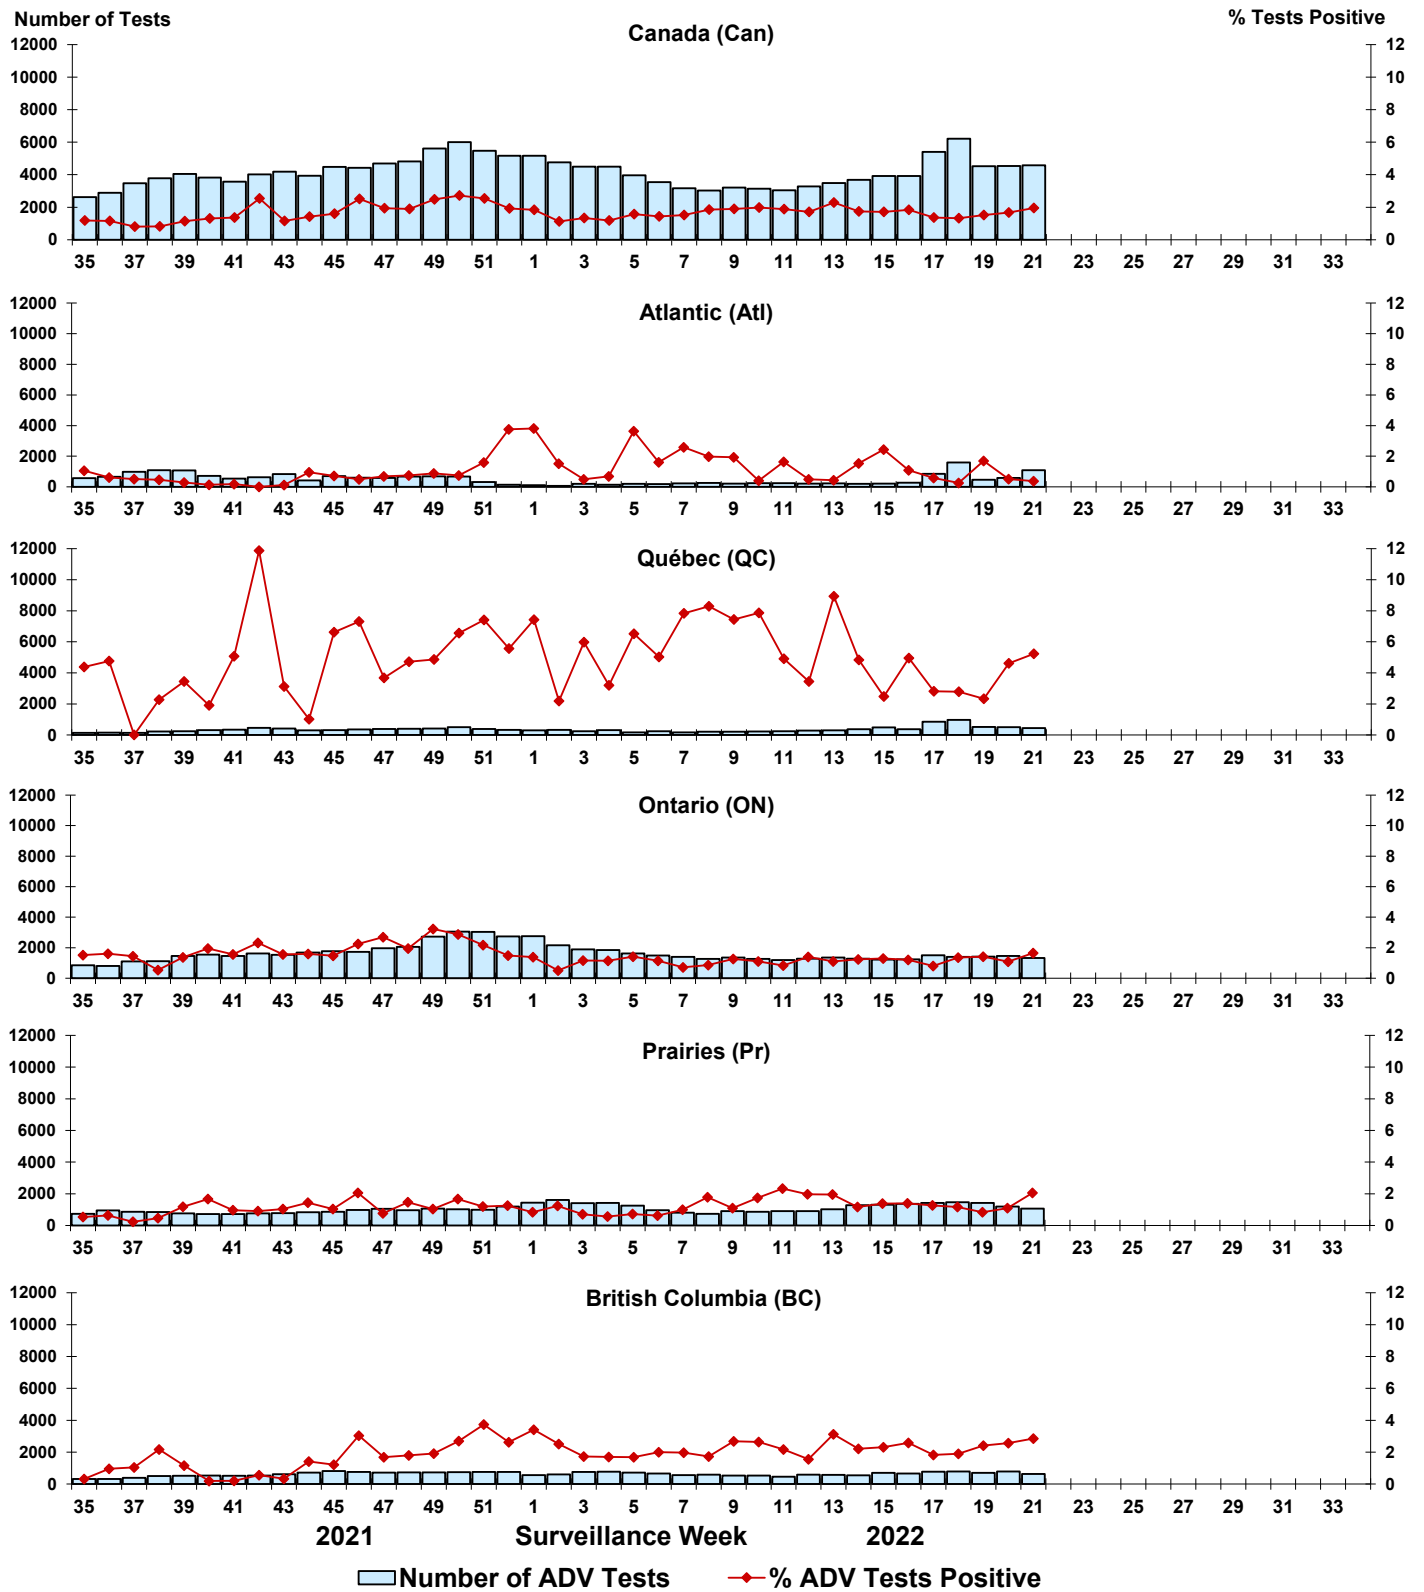 Number of Tests % Tests Positive
Canada (Can)
12000 12
10000 10
8000 8
6000 6
4000 4
2000 2
0 0
35 37 39 41 43 45 47 49 51 1 3 5 7 9 11 13 15 17 19 21 23 25 27 29 31 33
Atlantic (Atl)
12000 12
10000 10
8000 8
6000 6
4000 4
2000 2
0 0
35 37 39 41 43 45 47 49 51 1 3 5 7 9 11 13 15 17 19 21 23 25 27 29 31 33
Québec (QC)
12000 12
10000 10
8000 8
6000 6
4000 4
2000 2
0 0
35 37 39 41 43 45 47 49 51 1 3 5 7 9 11 13 15 17 19 21 23 25 27 29 31 33
Ontario (ON)
12000 12
10000 10
8000 8
6000 6
4000 4
2000 2
0 0
35 37 39 41 43 45 47 49 51 1 3 5 7 9 11 13 15 17 19 21 23 25 27 29 31 33
Prairies (Pr)
12000 12
10000 10
8000 8
6000 6
4000 4
2000 2
0 0
35 37 39 41 43 45 47 49 51 1 3 5 7 9 11 13 15 17 19 21 23 25 27 29 31 33
British Columbia (BC)
12000 12
10000 10
8000 8
6000 6
4000 4
2000 2
0 0
35 37 39 41 43 45 47 49 51 1 3 5 7 9 11 13 15 17 19 21 23 25 27 29 31 33
2021 Surveillance Week 2022
Number of ADV Tests % ADV Tests Positive